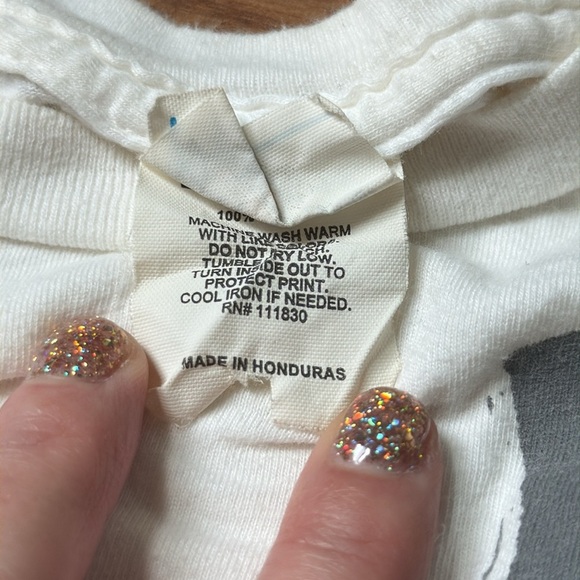 100%
MACHINE WASH WARM
WITH LIKE COLORS.
DO NOT DRY LOW.
TUMBLE
TURN INSIDE OUT TO
PROTECT PRINT.
COOL IRON IF NEEDED.
RN# 111830
MADE IN HONDURAS